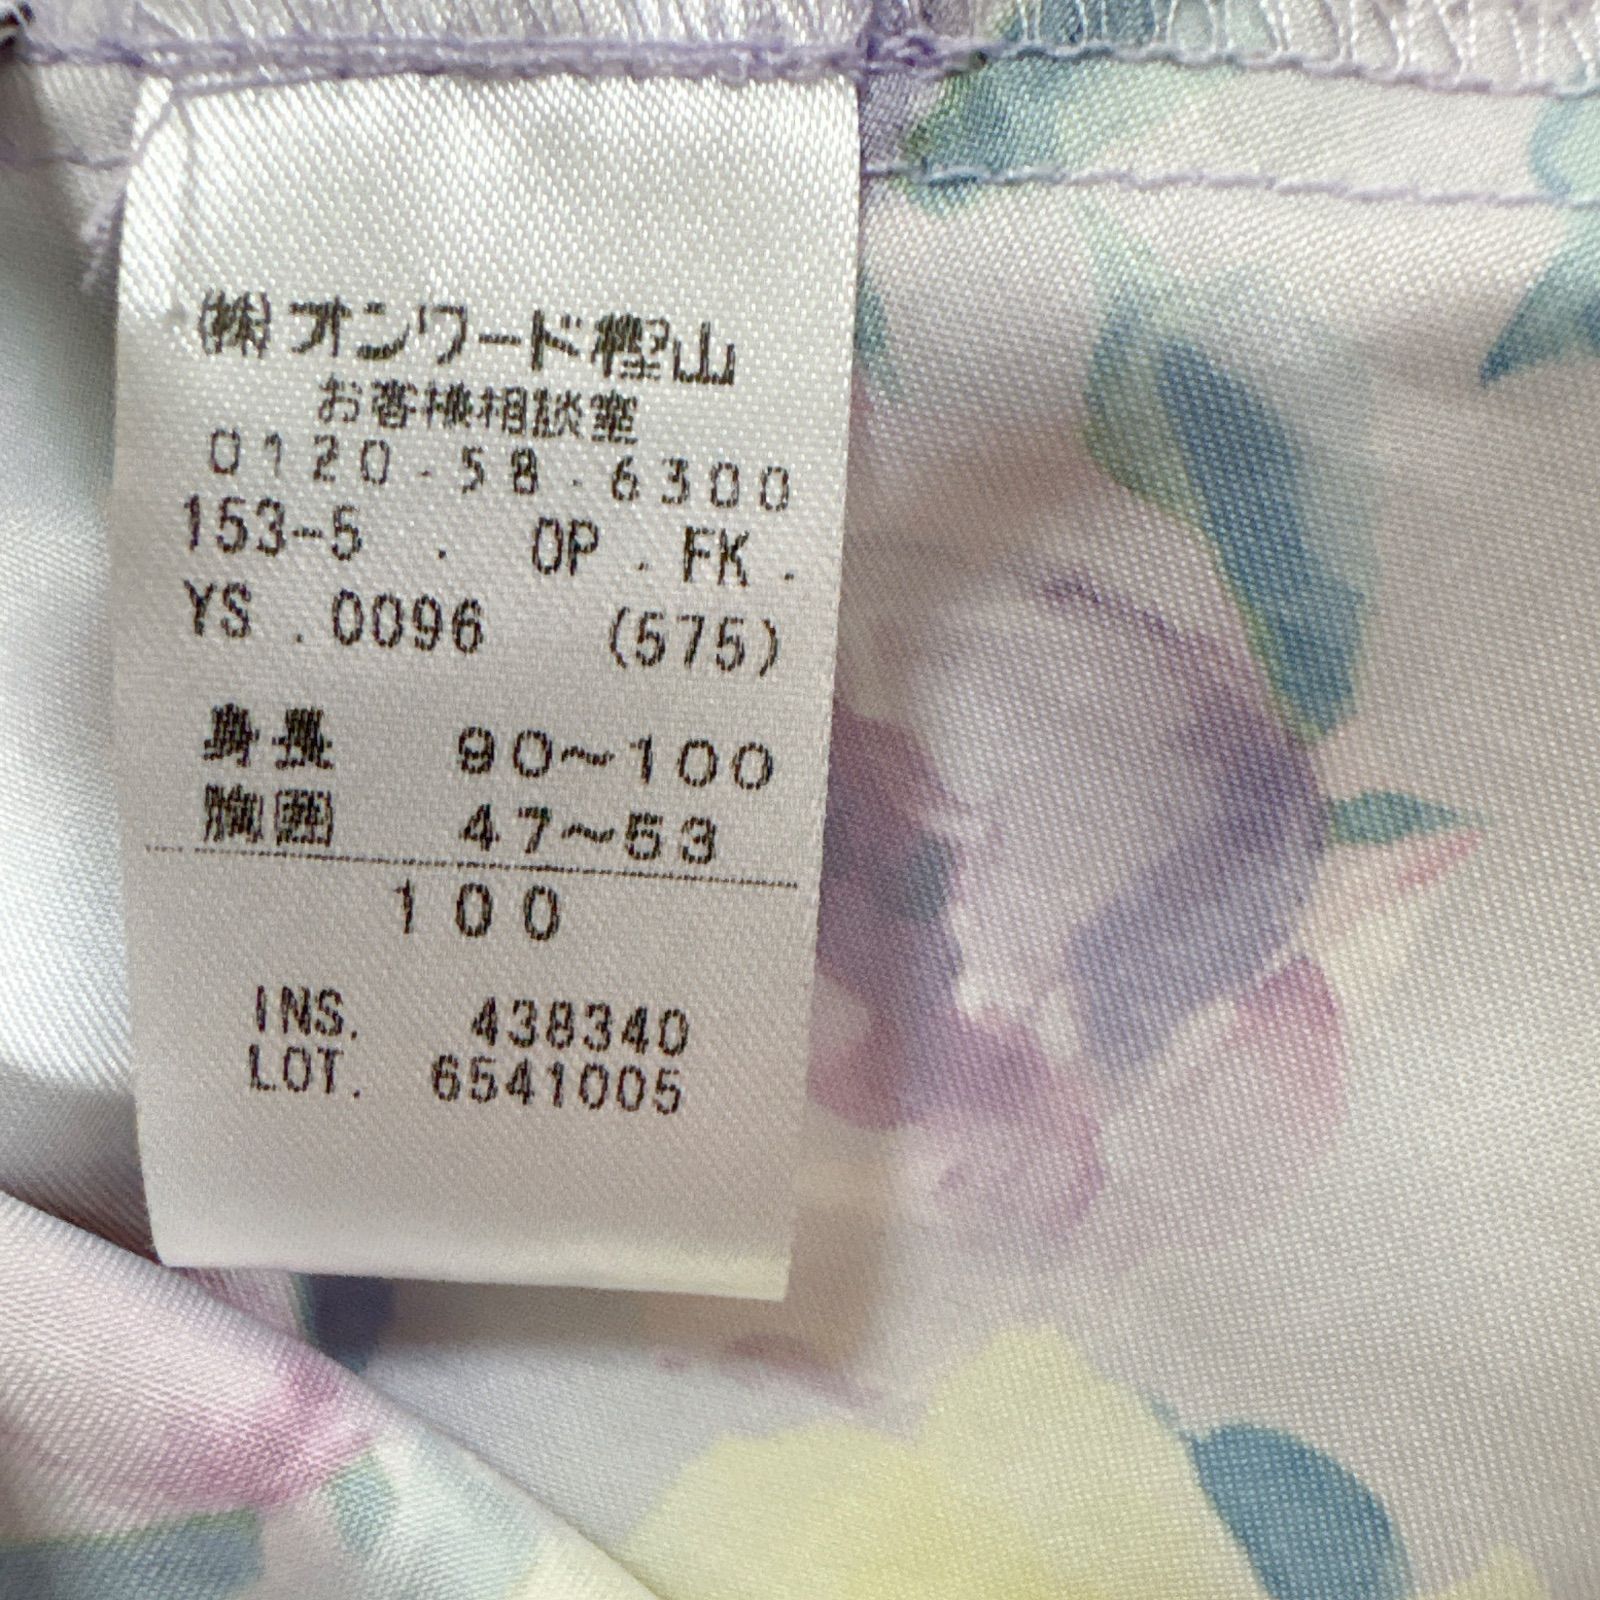 (株)オンワード樫山
お客様相談室
0120-58-6300
153-5 . OP . FK .
YS .0096 (575)
身長 90～100
胸囲 47～53
100
INS. 438340
LOT. 6541005